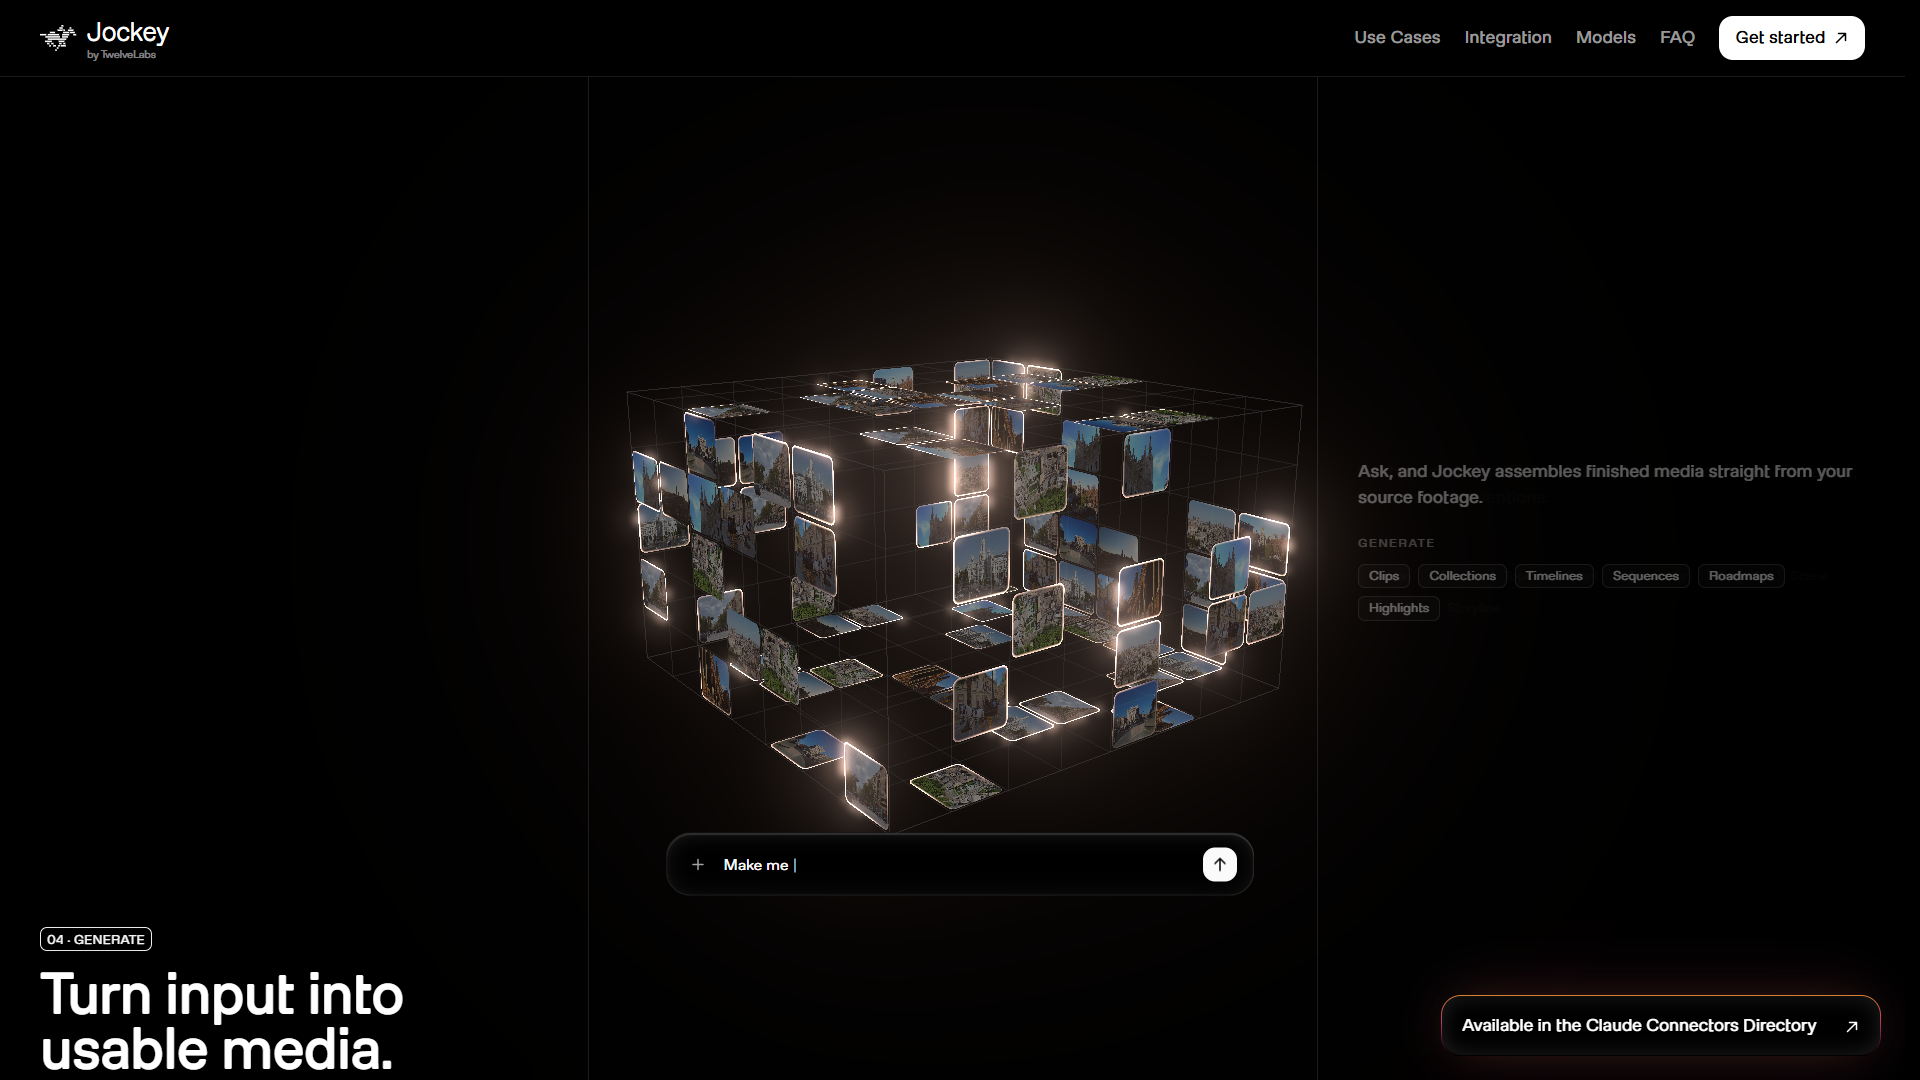 Jockey
by TwelveLabs
Use Cases
Integration
Models
FAQ
Get started
Ask, and Jockey assembles finished media straight from your
source footage.
GENERATE
Clips
Collections
Timelines
Sequences
Roadmaps
Highlights
Make me |
04 - GENERATE
Turn input into
usable media.
Available in the Claude Connectors Directory